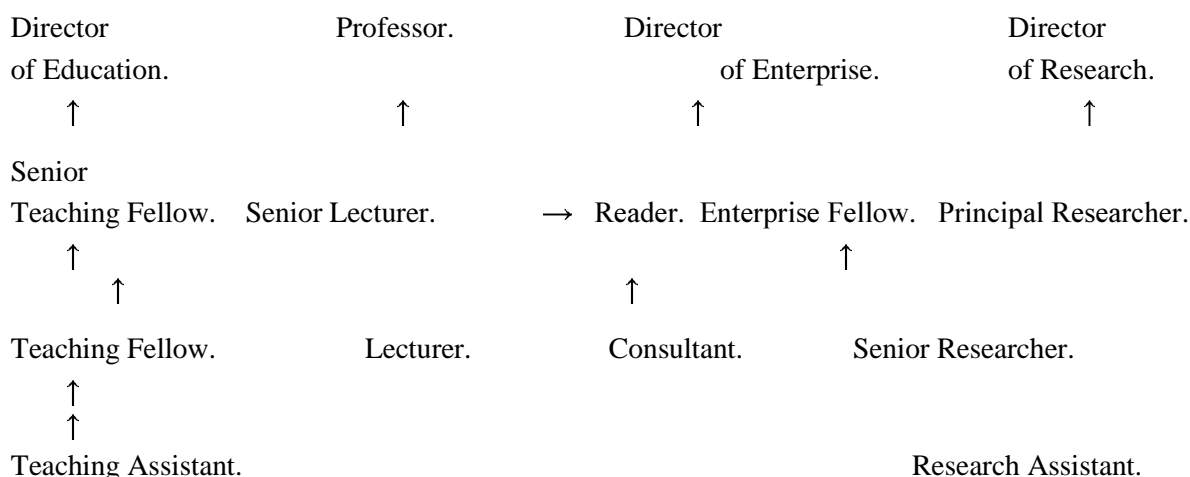 Director Professor. Director Director
of Education. of Enterprise. of Research.
↑ ↑ ↑ ↑
Senior
Teaching Fellow. Senior Lecturer. → Reader. Enterprise Fellow. Principal Researcher.
↑ ↑
↑ ↑
Teaching Fellow. Lecturer. Consultant. Senior Researcher.
↑
↑
Teaching Assistant. Research Assistant.